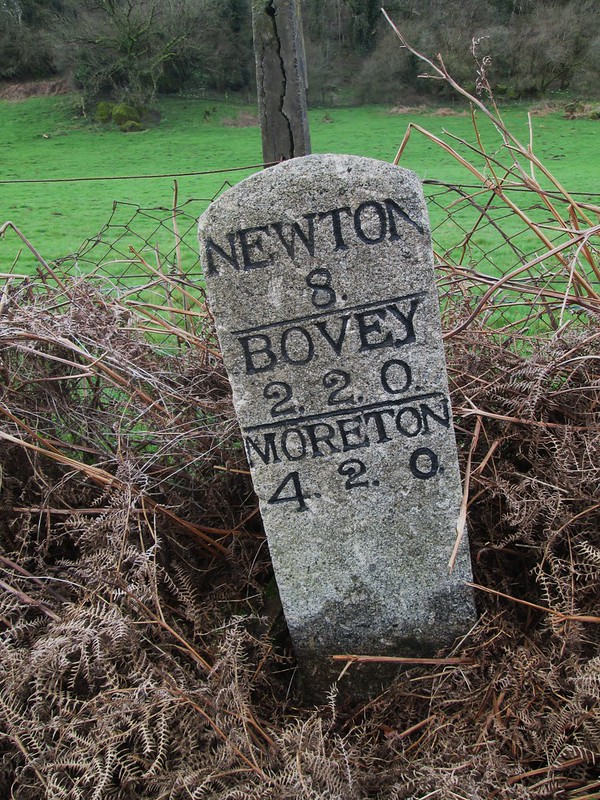 NEWTON
8.
BOVEY
2. 2. 0.
MORETON
4. 2. 0.